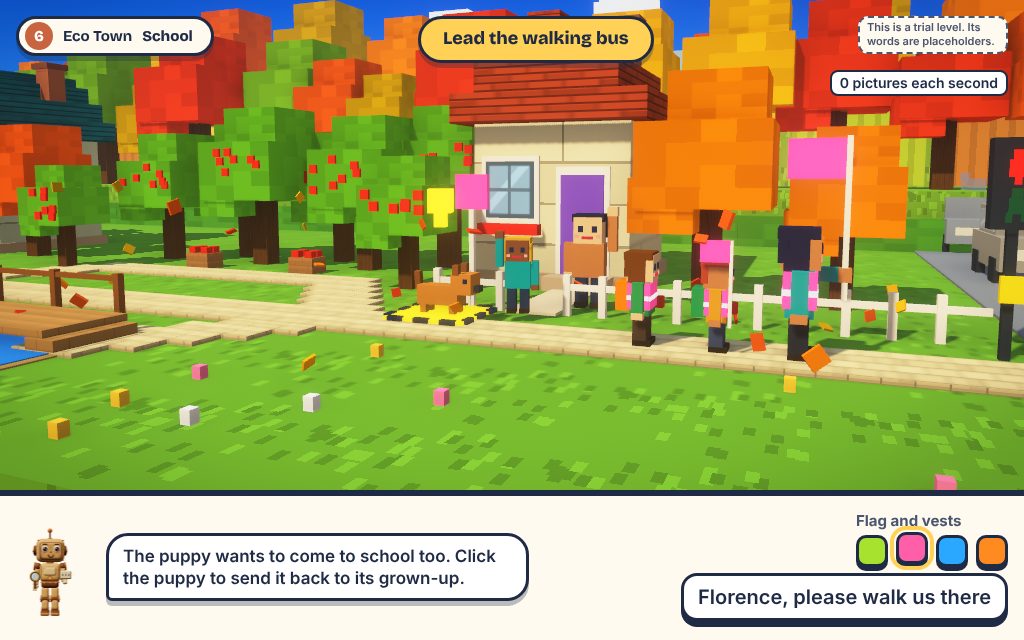 6 Eco Town School
Lead the walking bus
This is a trial level. Its
words are placeholders.
0 pictures each second
The puppy wants to come to school too. Click
the puppy to send it back to its grown-up.
Flag and vests
Florence, please walk us there